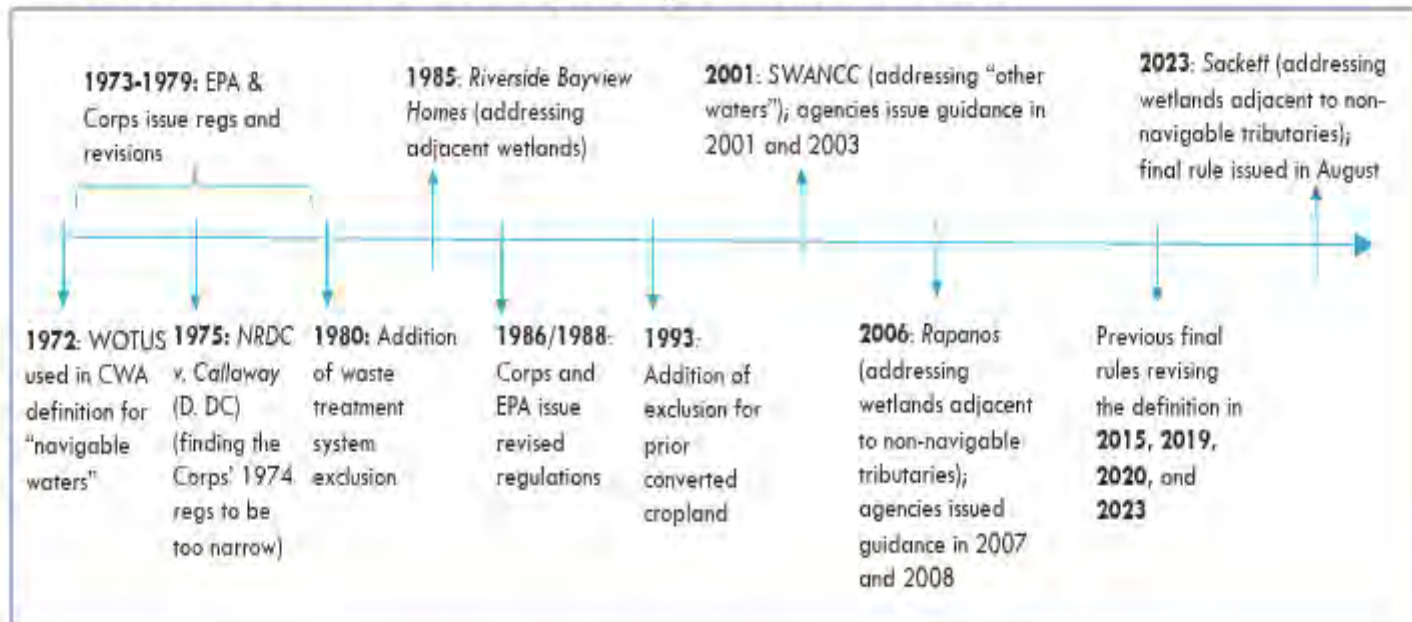 1973-1979: EPA &
Corps issue regs and
revisions
1985: Riverside Bayview
Homes (addressing
adjacent wetlands)
2001: SWANCC (addressing "other
waters"); agencies issue guidance in
2001 and 2003
2023: Sackett (addressing
wetlands adjacent to non-
navigable tributaries);
final rule issued in August
1972: WOTUS
used in CWA
definition for
"navigable
waters"
1975: NRDC
v. Callaway
(D. DC)
(finding the
Corps' 1974
regs to be
too narrow)
1980: Addition
of waste
treatment
system
exclusion
1986/1988:
Corps and
EPA issue
revised
regulations
1993:
Addition of
exclusion for
prior
converted
cropland
2006: Rapanos
(addressing
wetlands adjacent
to non-navigable
tributaries);
agencies issued
guidance in 2007
and 2008
Previous final
rules revising
the definition in
2015, 2019,
2020, and
2023